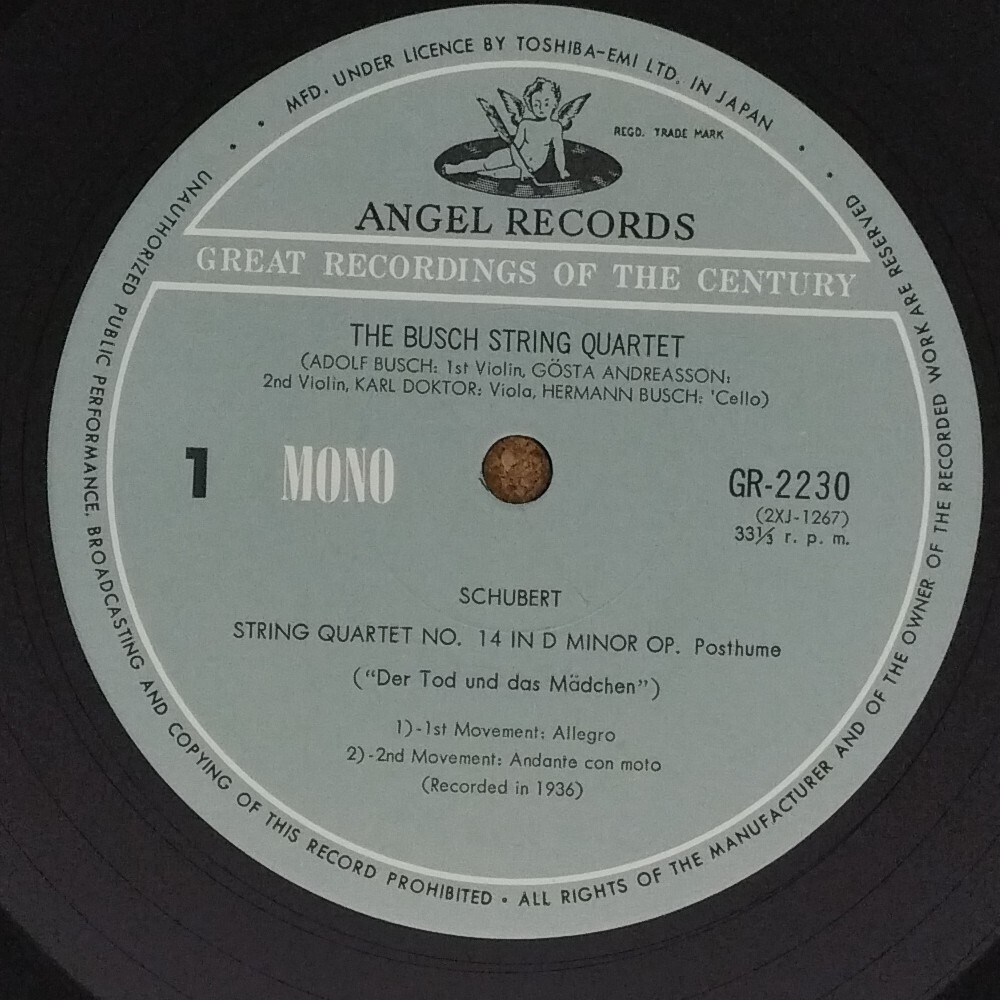 MFD. UNDER LICENCE BY TOSHIBA-EMI LTD. IN JAPAN
REGD. TRADE MARK
ANGEL RECORDS
GREAT RECORDINGS OF THE CENTURY
THE BUSCH STRING QUARTET
(ADOLF BUSCH: 1st Violin, GÖSTA ANDREASSON:
2nd Violin, KARL DOKTOR: Viola, HERMANN BUSCH: 'Cello)
1 MONO GR-2230
(2XJ-1267)
33⅓ r. p. m.
SCHUBERT
STRING QUARTET NO. 14 IN D MINOR OP. Posthume
(“Der Tod und das Mädchen”)
1)-1st Movement: Allegro
2)-2nd Movement: Andante con moto
(Recorded in 1936)
UNAUTHORIZED PUBLIC PERFORMANCE, BROADCASTING AND COPYING OF THIS RECORD PROHIBITED • ALL RIGHTS OF THE MANUFACTURER AND OF THE OWNER OF THE RECORDED WORK ARE RESERVED